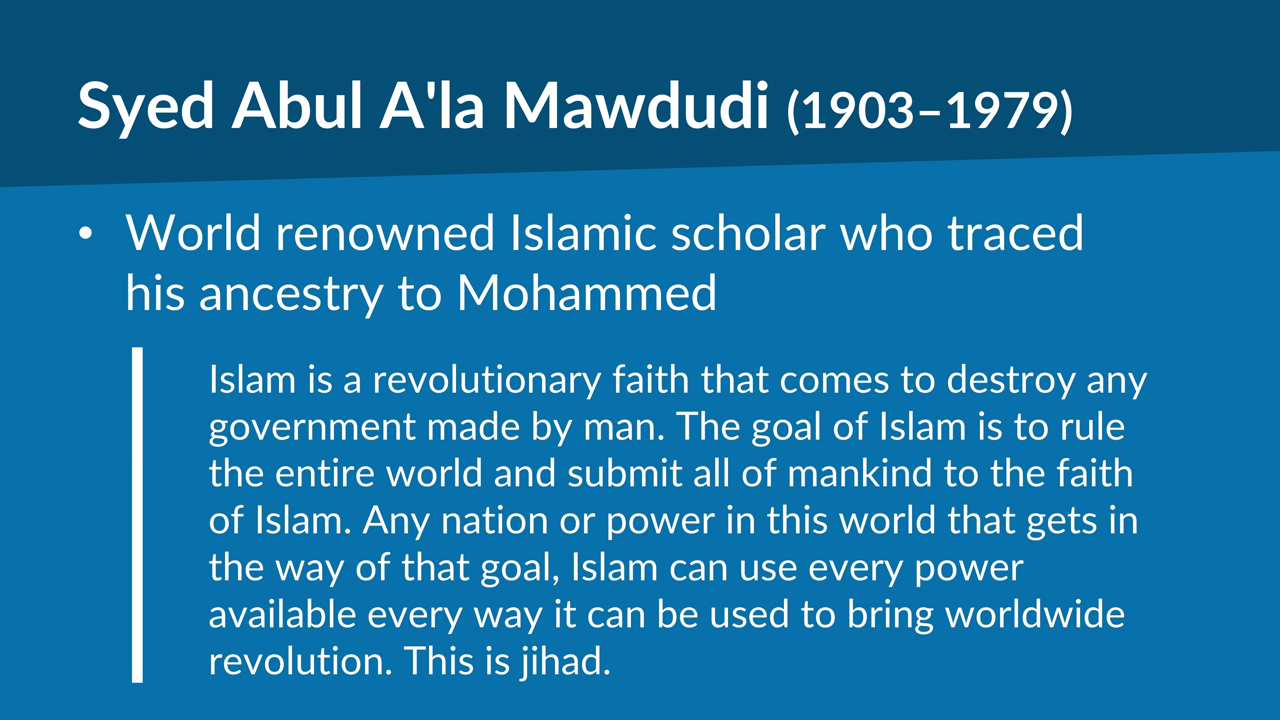 Syed Abul A'la Mawdudi (1903–1979)
• World renowned Islamic scholar who traced
his ancestry to Mohammed
Islam is a revolutionary faith that comes to destroy any
government made by man. The goal of Islam is to rule
the entire world and submit all of mankind to the faith
of Islam. Any nation or power in this world that gets in
the way of that goal, Islam can use every power
available every way it can be used to bring worldwide
revolution. This is jihad.